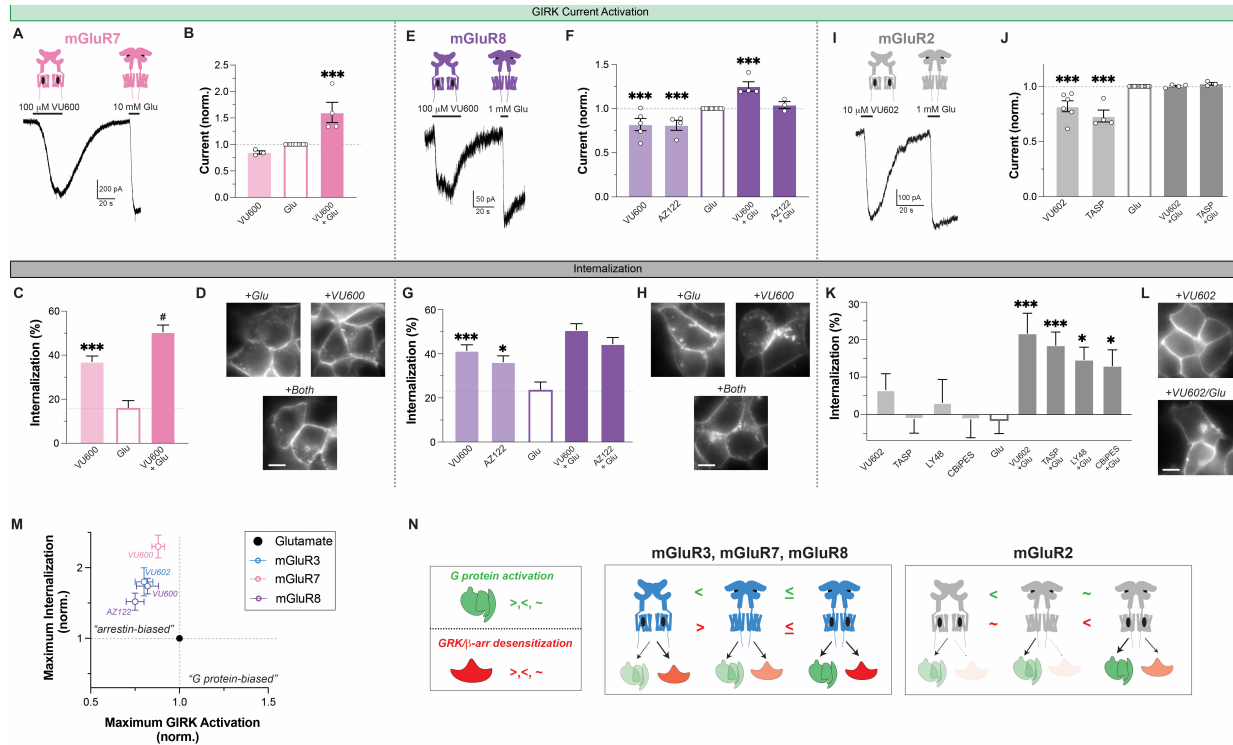 GIRK Current Activation
A
mGluR7
100 µM VU600
10 mM Glu
200 pA
20 s
B
Current (norm.)
2.5
2.0
1.5
1.0
0.5
0.0
***
VU600
Glu
VU600
+ Glu
E
mGluR8
100 µM VU600
1 mM Glu
50 pA
20 s
F
Current (norm.)
1.5
1.0
0.5
0.0
***
***
***
VU600
AZ122
Glu
VU600
+ Glu
AZ122
+ Glu
I
mGluR2
10 µM VU602
1 mM Glu
100 pA
20 s
J
Current (norm.)
1.0
0.5
0.0
***
***
VU602
TASP
Glu
VU602
+Glu
TASP
+Glu
Internalization
C
Internalization (%)
60
40
20
0
***
#
VU600
Glu
VU600
+ Glu
D
+Glu
+VU600
+Both
G
Internalization (%)
60
40
20
0
***
*
VU600
AZ122
Glu
VU600
+ Glu
AZ122
+ Glu
H
+Glu
+VU600
+Both
K
Internalization (%)
30
20
10
0
***
***
*
*
VU602
TASP
LY48
CBiPES
Glu
VU602
+Glu
TASP
+Glu
LY48
+Glu
CBiPES
+Glu
L
+VU602
+VU602/Glu
M
Maximum Internalization
(norm.)
2
1
VU600
VU602
VU600
AZ122
"arrestin-biased"
"G protein-biased"
0.5
1.0
1.5
Maximum GIRK Activation
(norm.)
Glutamate
mGluR3
mGluR7
mGluR8
N
G protein activation
>,<, ~
GRK/β-arr desensitization
>,<, ~
mGluR3, mGluR7, mGluR8
< ≤
> ≤
mGluR2
< ~
~ <